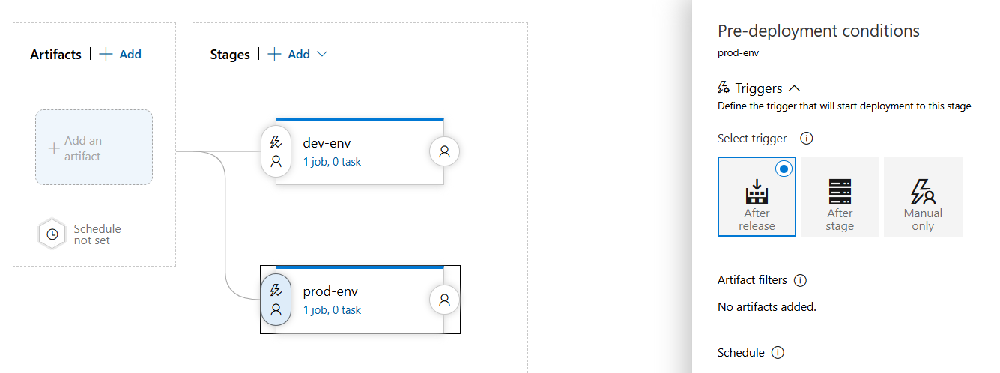 Artifacts
Add
Add an
artifact
Schedule
not set
Stages
Add
dev-env
1 job, 0 task
prod-env
1 job, 0 task
Pre-deployment conditions
prod-env
Triggers
Define the trigger that will start deployment to this stage
Select trigger
After
release
After
stage
Manual
only
Artifact filters
No artifacts added.
Schedule